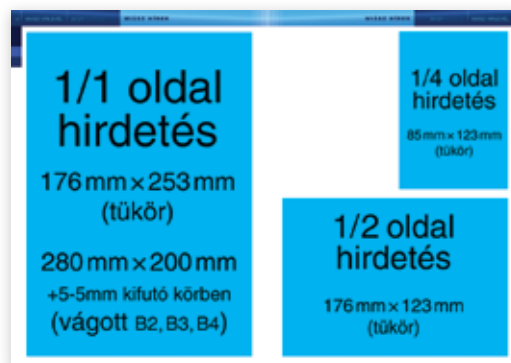 1/1 oldal
hirdetés
176 mm × 253 mm
(tükör)
280 mm × 200 mm
+5-5mm kifutó körben
(vágott B2, B3, B4)
1/4 oldal
hirdetés
85 mm × 123 mm
(tükör)
1/2 oldal
hirdetés
176 mm × 123 mm
(tükör)